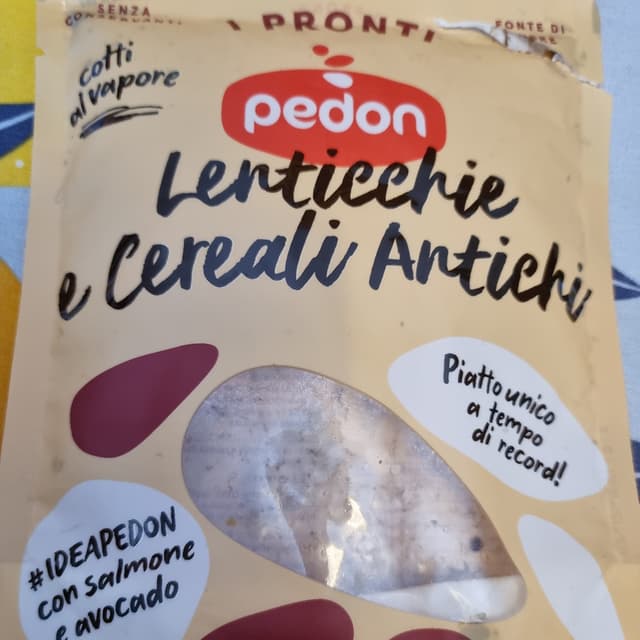 SENZA
I PRONTI
FONTE DI
cotti
al vapore
pedon
Lenticchie
e Cereali Antichi
Piatto unico
a tempo
di record!
#IDEAPEDON
con salmone
e avocado